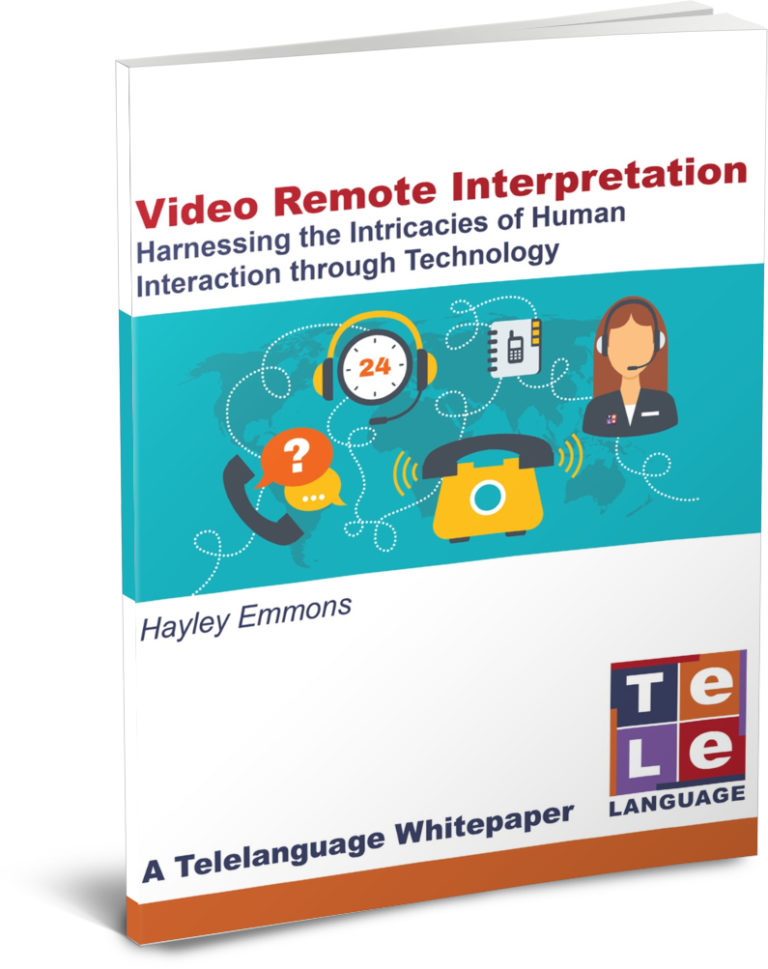 Video Remote Interpretation
Harnessing the Intricacies of Human
Interaction through Technology
24
?
Hayley Emmons
Te
Le
LANGUAGE
A Telelanguage Whitepaper